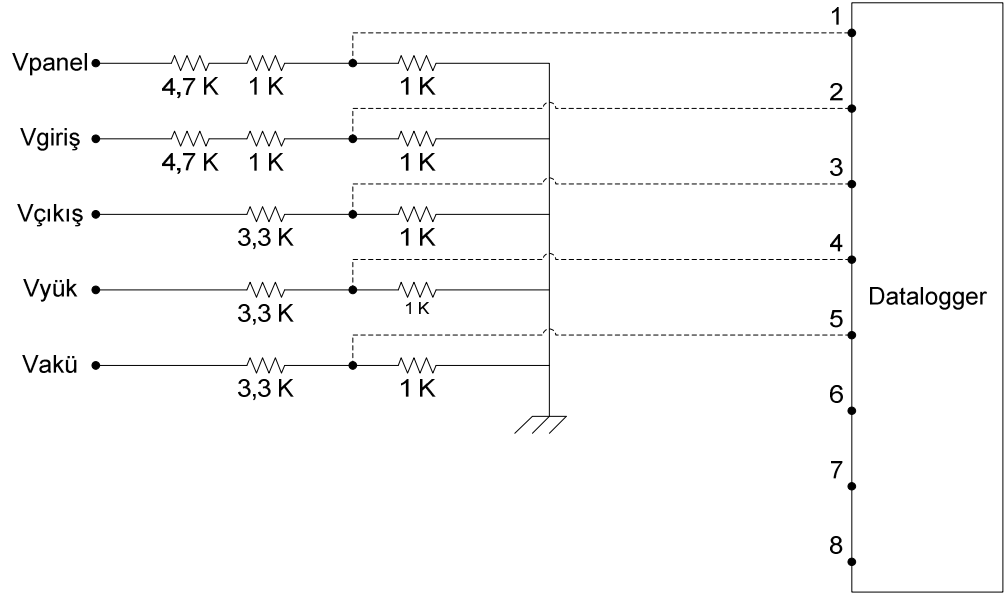 1
Vpanel
4,7 K 1 K 1 K
2
Vgiriş
4,7 K 1 K 1 K
3
Vçıkış
3,3 K 1 K
4
Vyük
3,3 K 1 K
Datalogger
5
Vakü
3,3 K 1 K
6
7
8